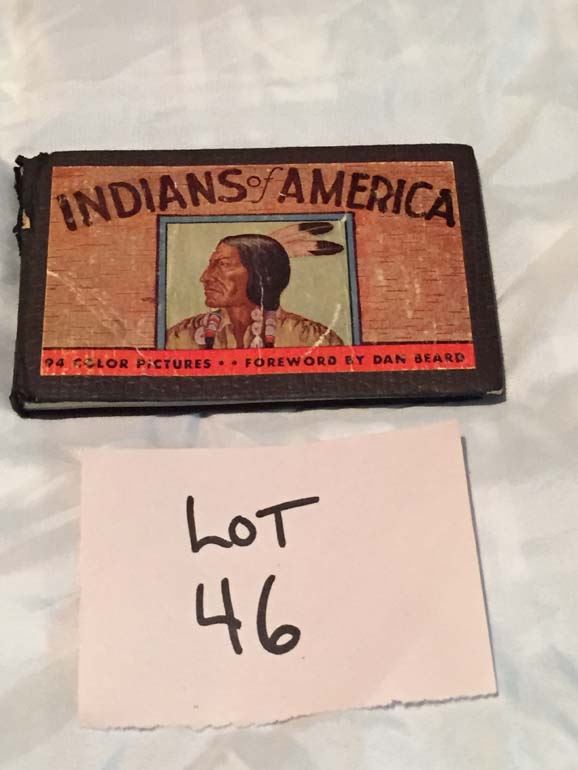 INDIANS of AMERICA
94 COLOR PICTURES • • FOREWORD BY DAN BEARD
LOT
46